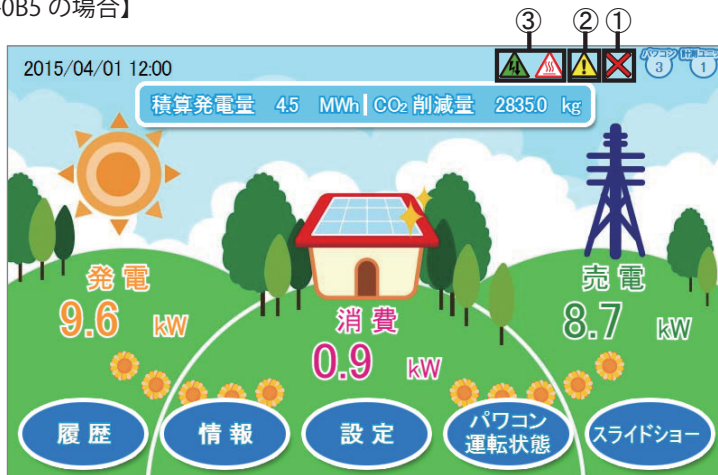 0B5 の場合】
③ ② ①
2015/04/01 12:00
パワコン 3 計測ユニット 1
積算発電量 4.5 MWh CO₂ 削減量 2835.0 kg
発電
9.6 kW
売電
8.7 kW
消費
0.9 kW
履歴
情報
設定
パワコン
運転状態
スライドショー